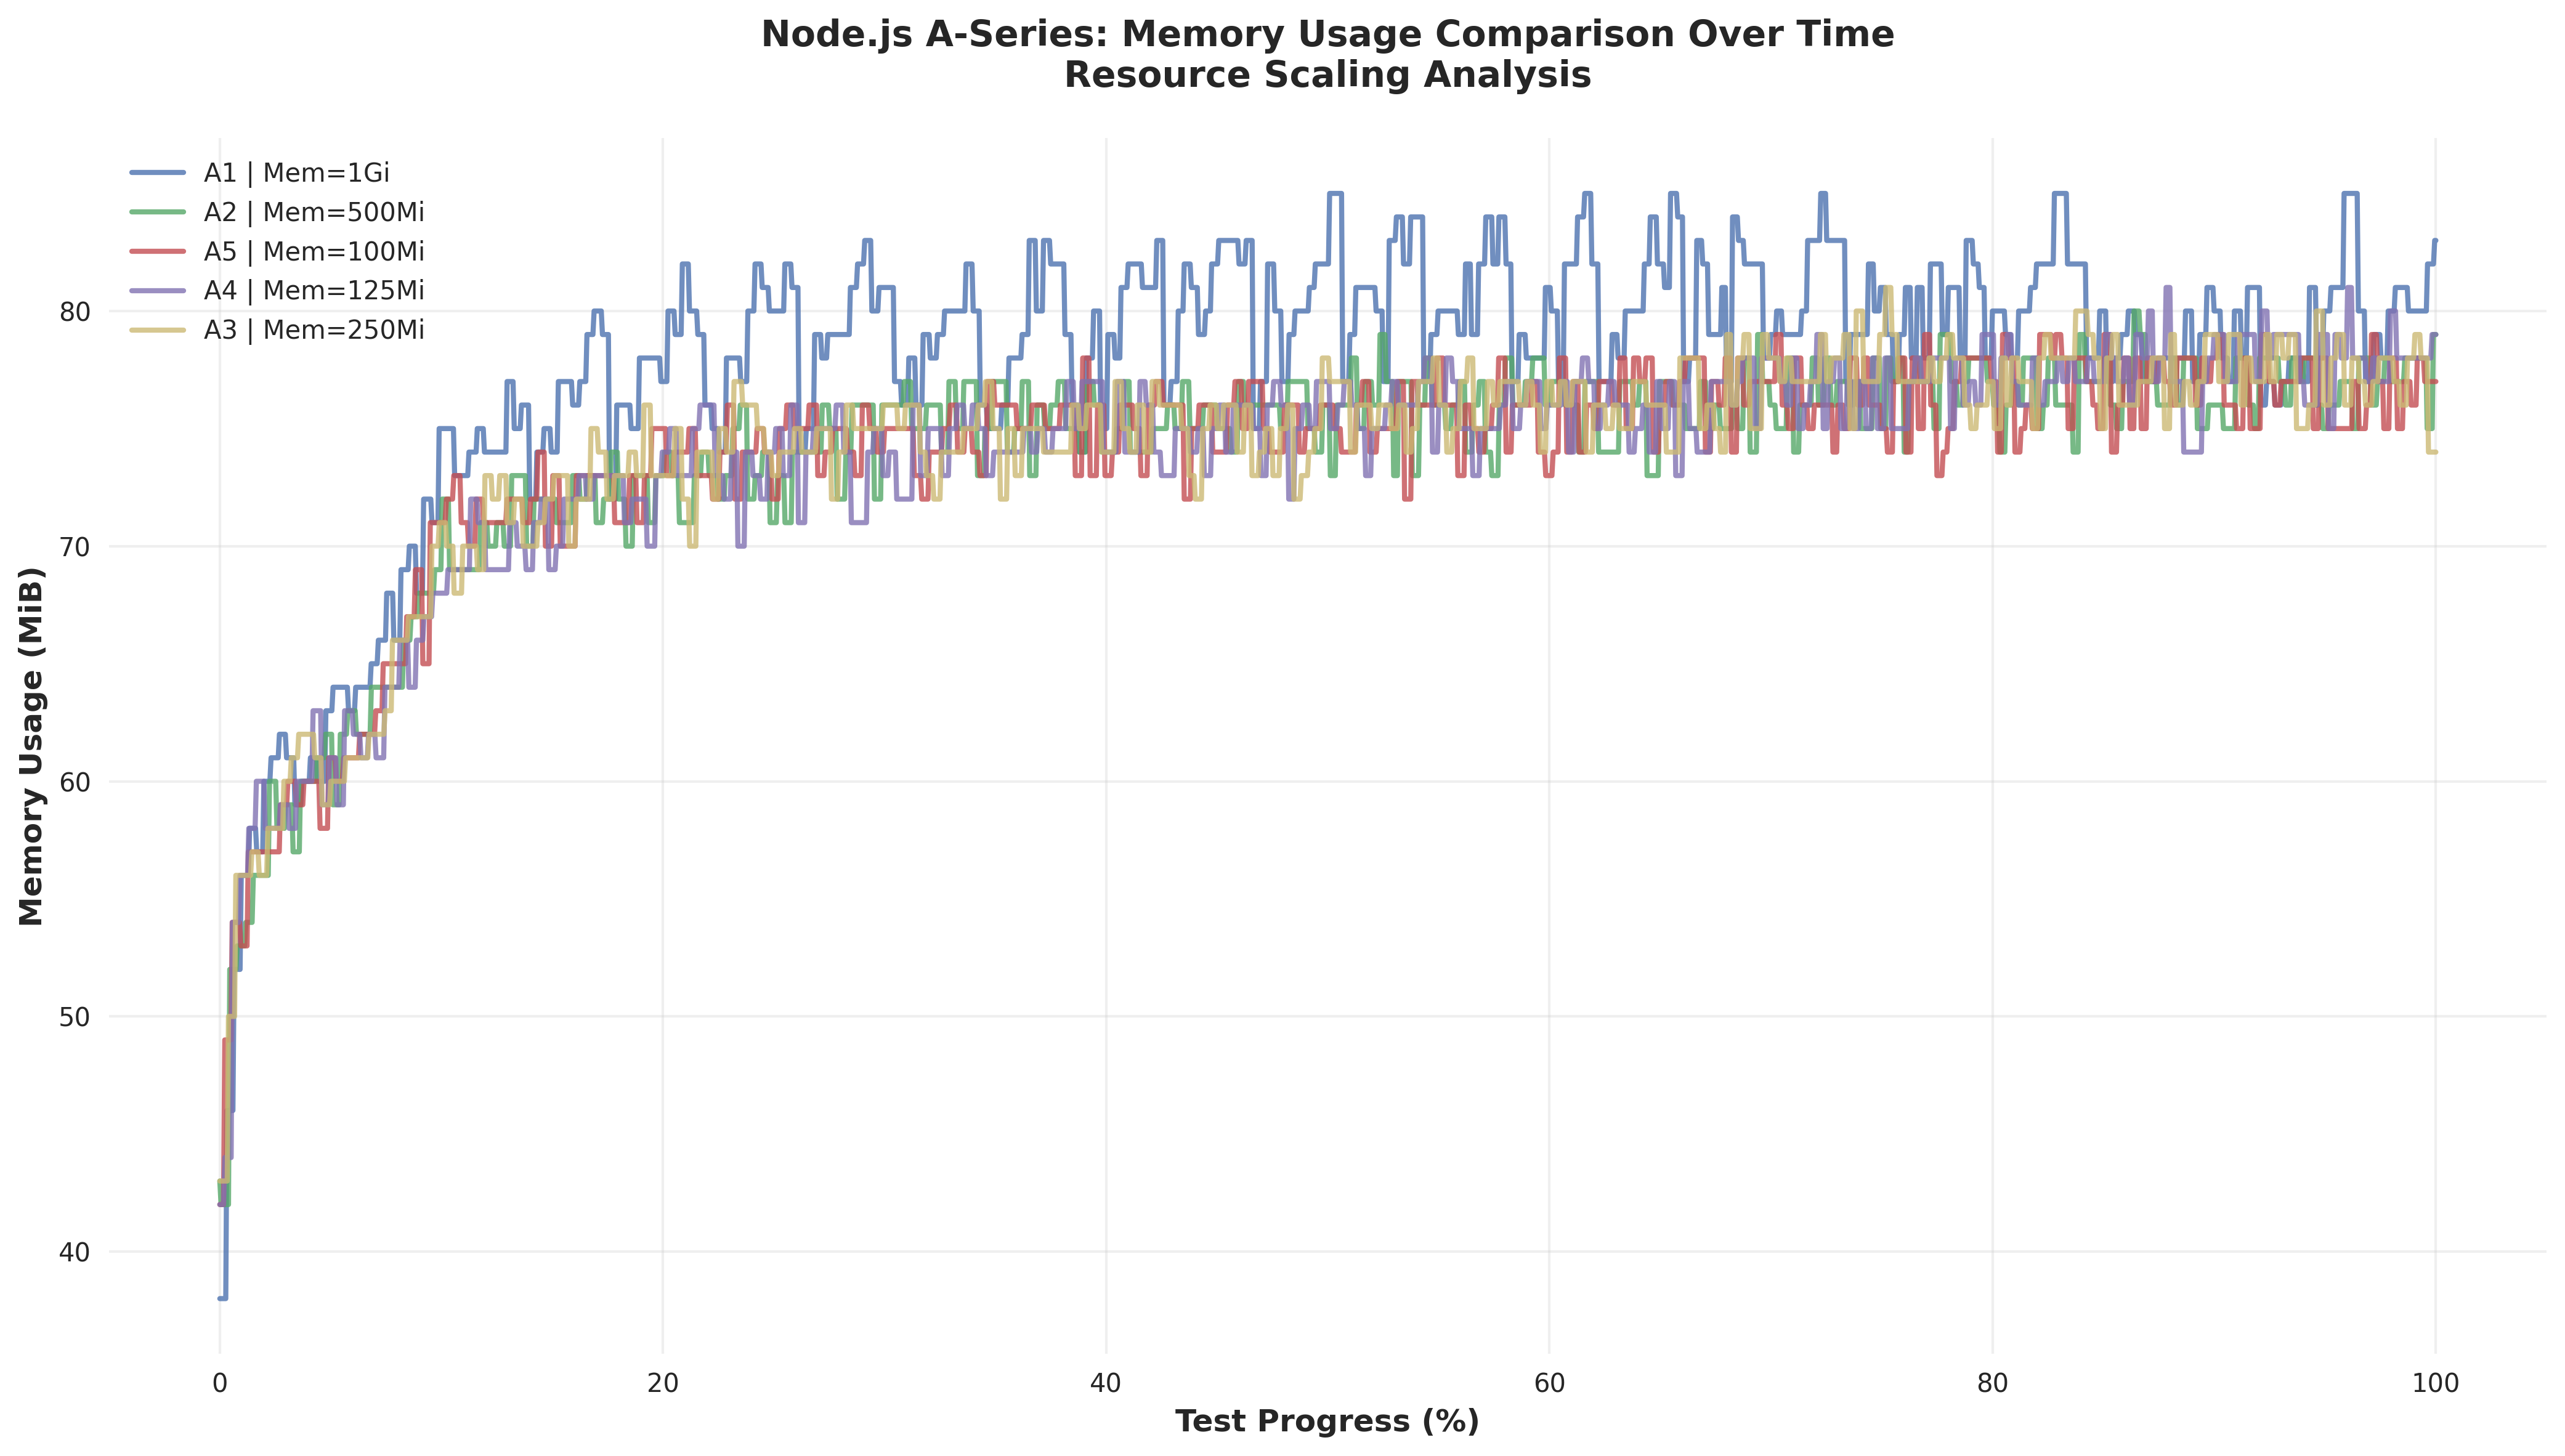 Node.js A-Series: Memory Usage Comparison Over Time
Resource Scaling Analysis
A1 | Mem=1Gi
A2 | Mem=500Mi
A5 | Mem=100Mi
A4 | Mem=125Mi
A3 | Mem=250Mi
Memory Usage (MiB)
80
70
60
50
40
0
20
40
60
80
100
Test Progress (%)